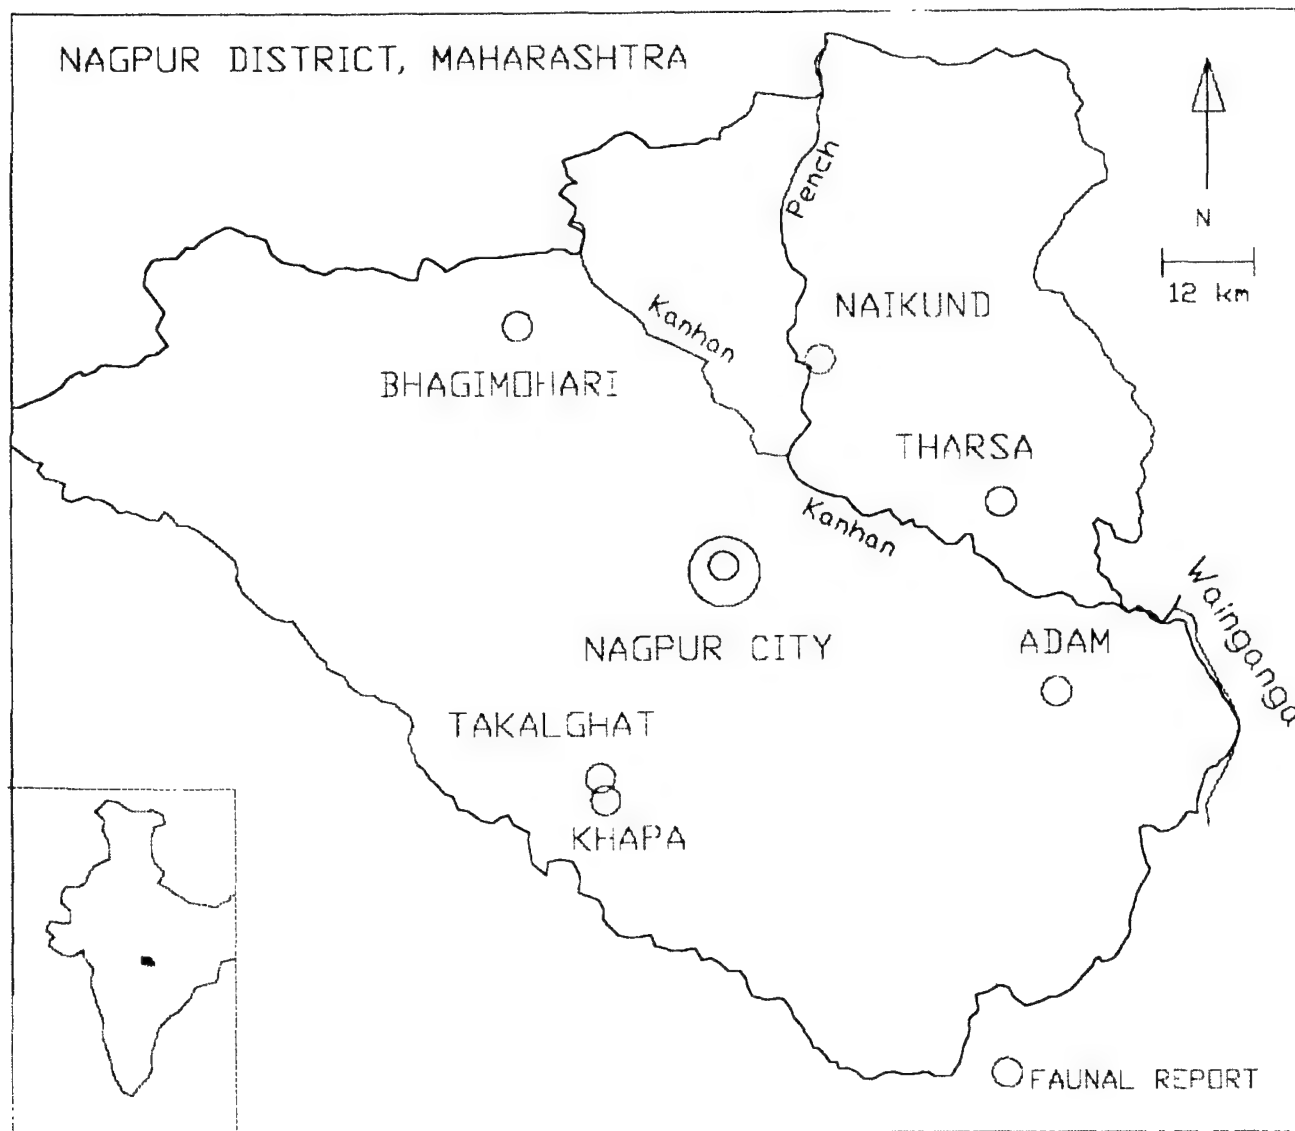 NAGPUR DISTRICT, MAHARASHTRA
Pench
N
12 km
NAIKUND
Kanhan
BHAGIMOHARI
THARSA
Kanhan
Wainganga
NAGPUR CITY
ADAM
TAKALGHAT
KHAPA
FAUNAL REPORT